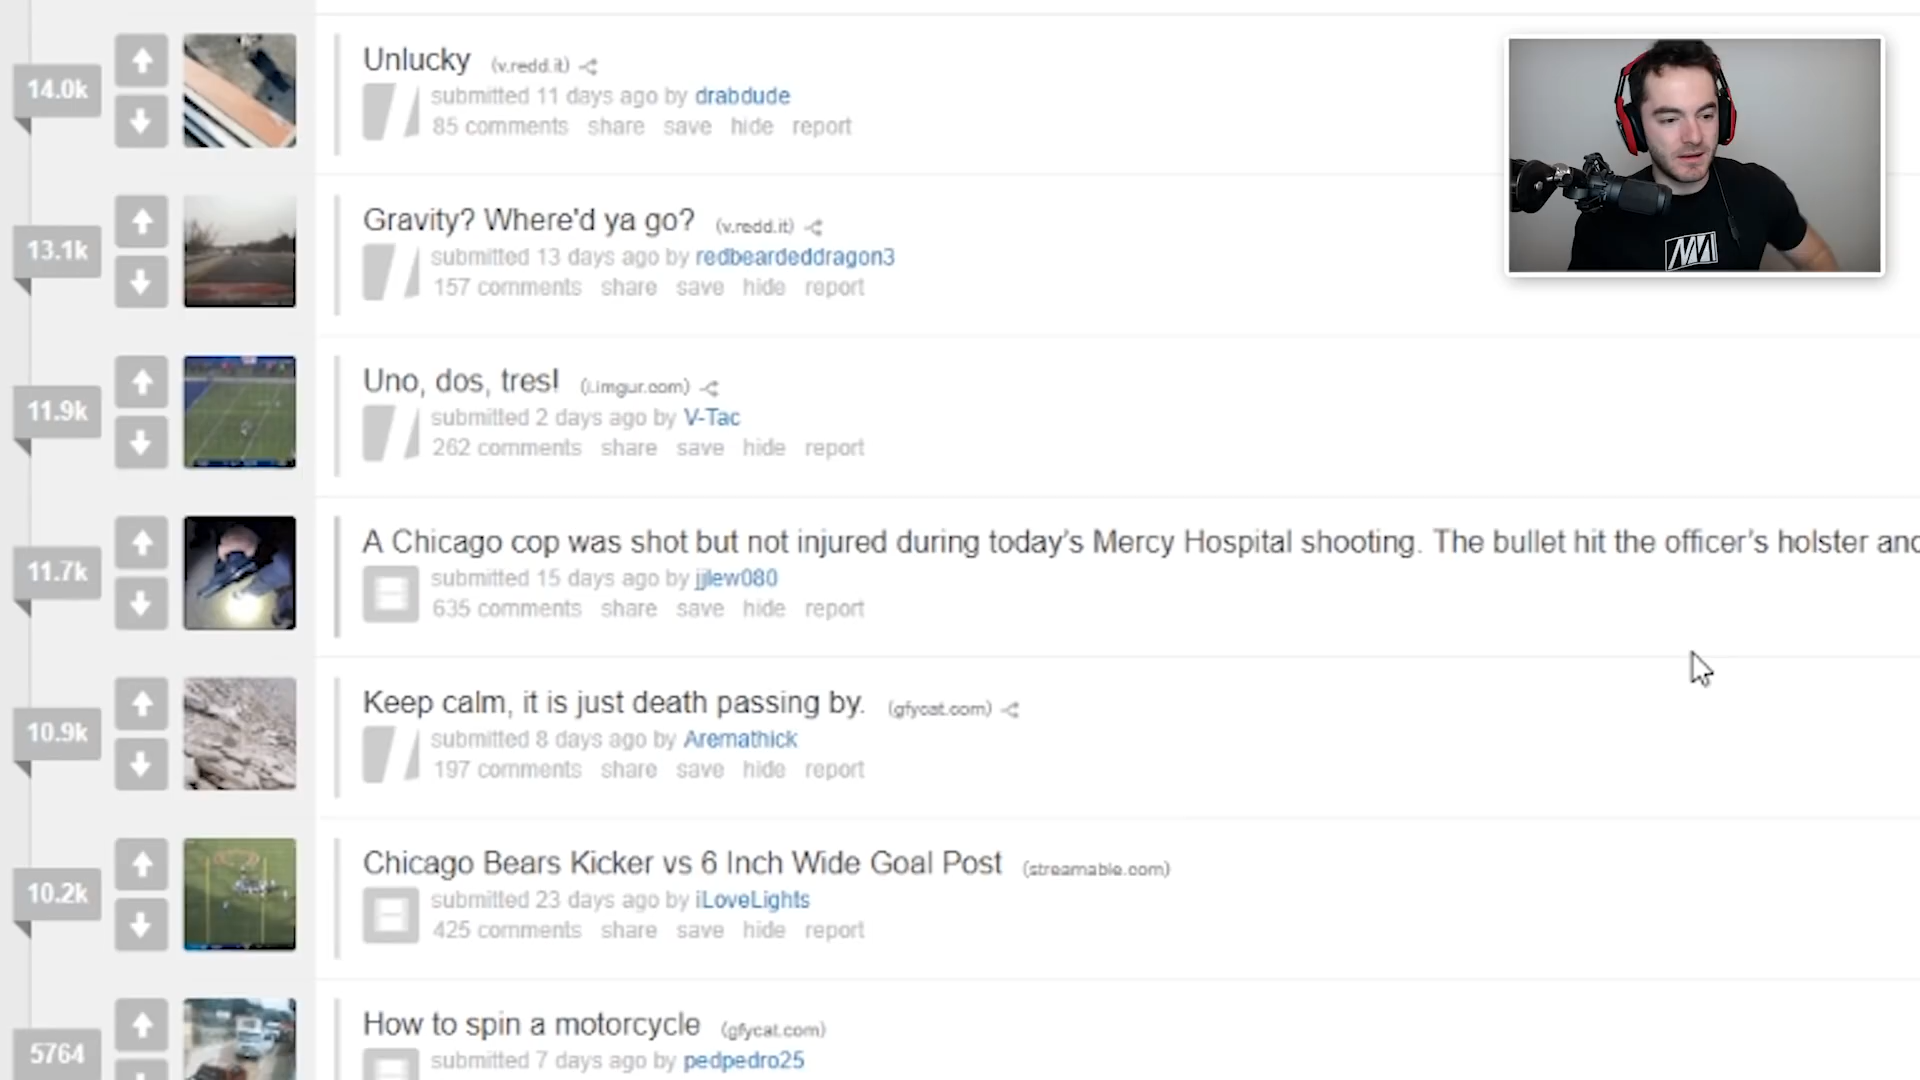 14.0k
Unlucky (v.redd.it)
submitted 11 days ago by drabdude
85 comments share save hide report
13.1k
Gravity? Where'd ya go? (v.redd.it)
submitted 13 days ago by redbeardeddragon3
157 comments share save hide report
11.9k
Uno, dos, tres! (i.imgur.com)
submitted 2 days ago by V-Tac
262 comments share save hide report
11.7k
A Chicago cop was shot but not injured during today's Mercy Hospital shooting. The bullet hit the officer's holster and
submitted 15 days ago by jjlew080
635 comments share save hide report
10.9k
Keep calm, it is just death passing by. (gfycat.com)
submitted 8 days ago by Aremathick
197 comments share save hide report
10.2k
Chicago Bears Kicker vs 6 Inch Wide Goal Post (streamable.com)
submitted 23 days ago by iLoveLights
425 comments share save hide report
5764
How to spin a motorcycle (gfycat.com)
submitted 7 days ago by pedpedro25